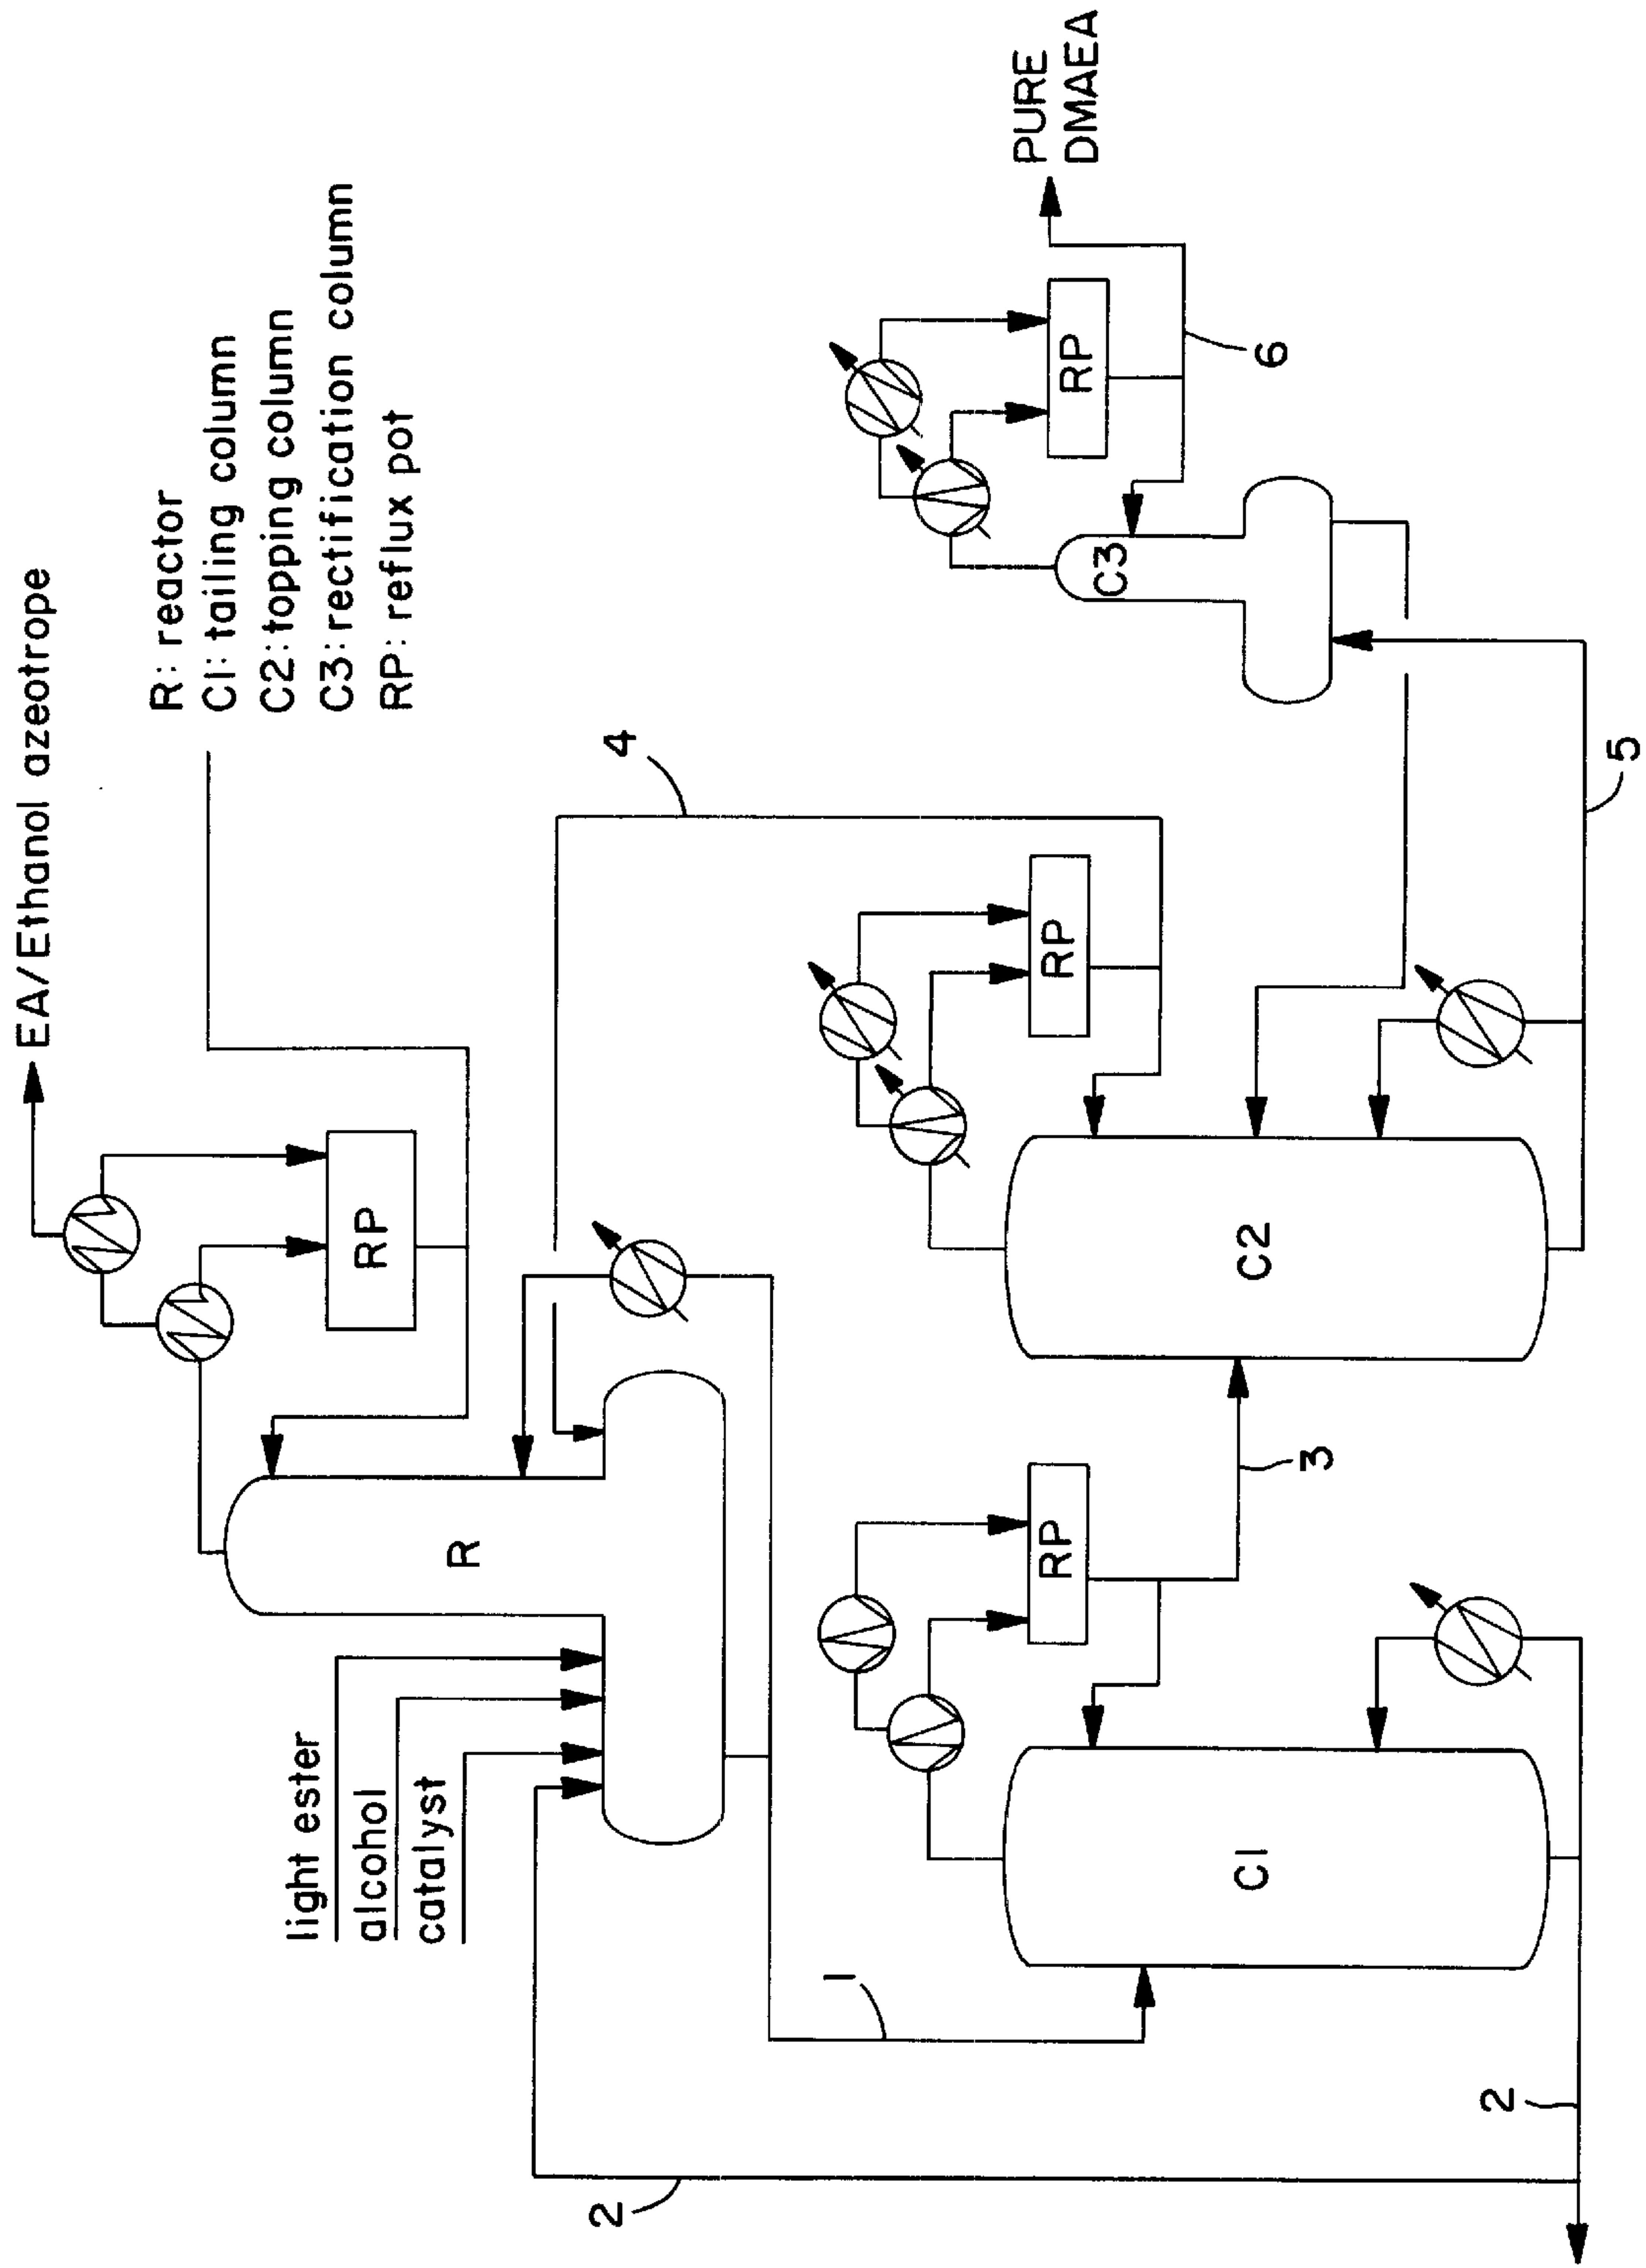 EA/Ethanol azeotrope
R: reactor
C1: tailing column
C2: topping column
C3: rectification column
RP: reflux pot
light ester
alcohol
catalyst
R
RP
4
PURE
DMAEA
RP
RP
RP
6
C3
1
C1
3
C2
2
2
5